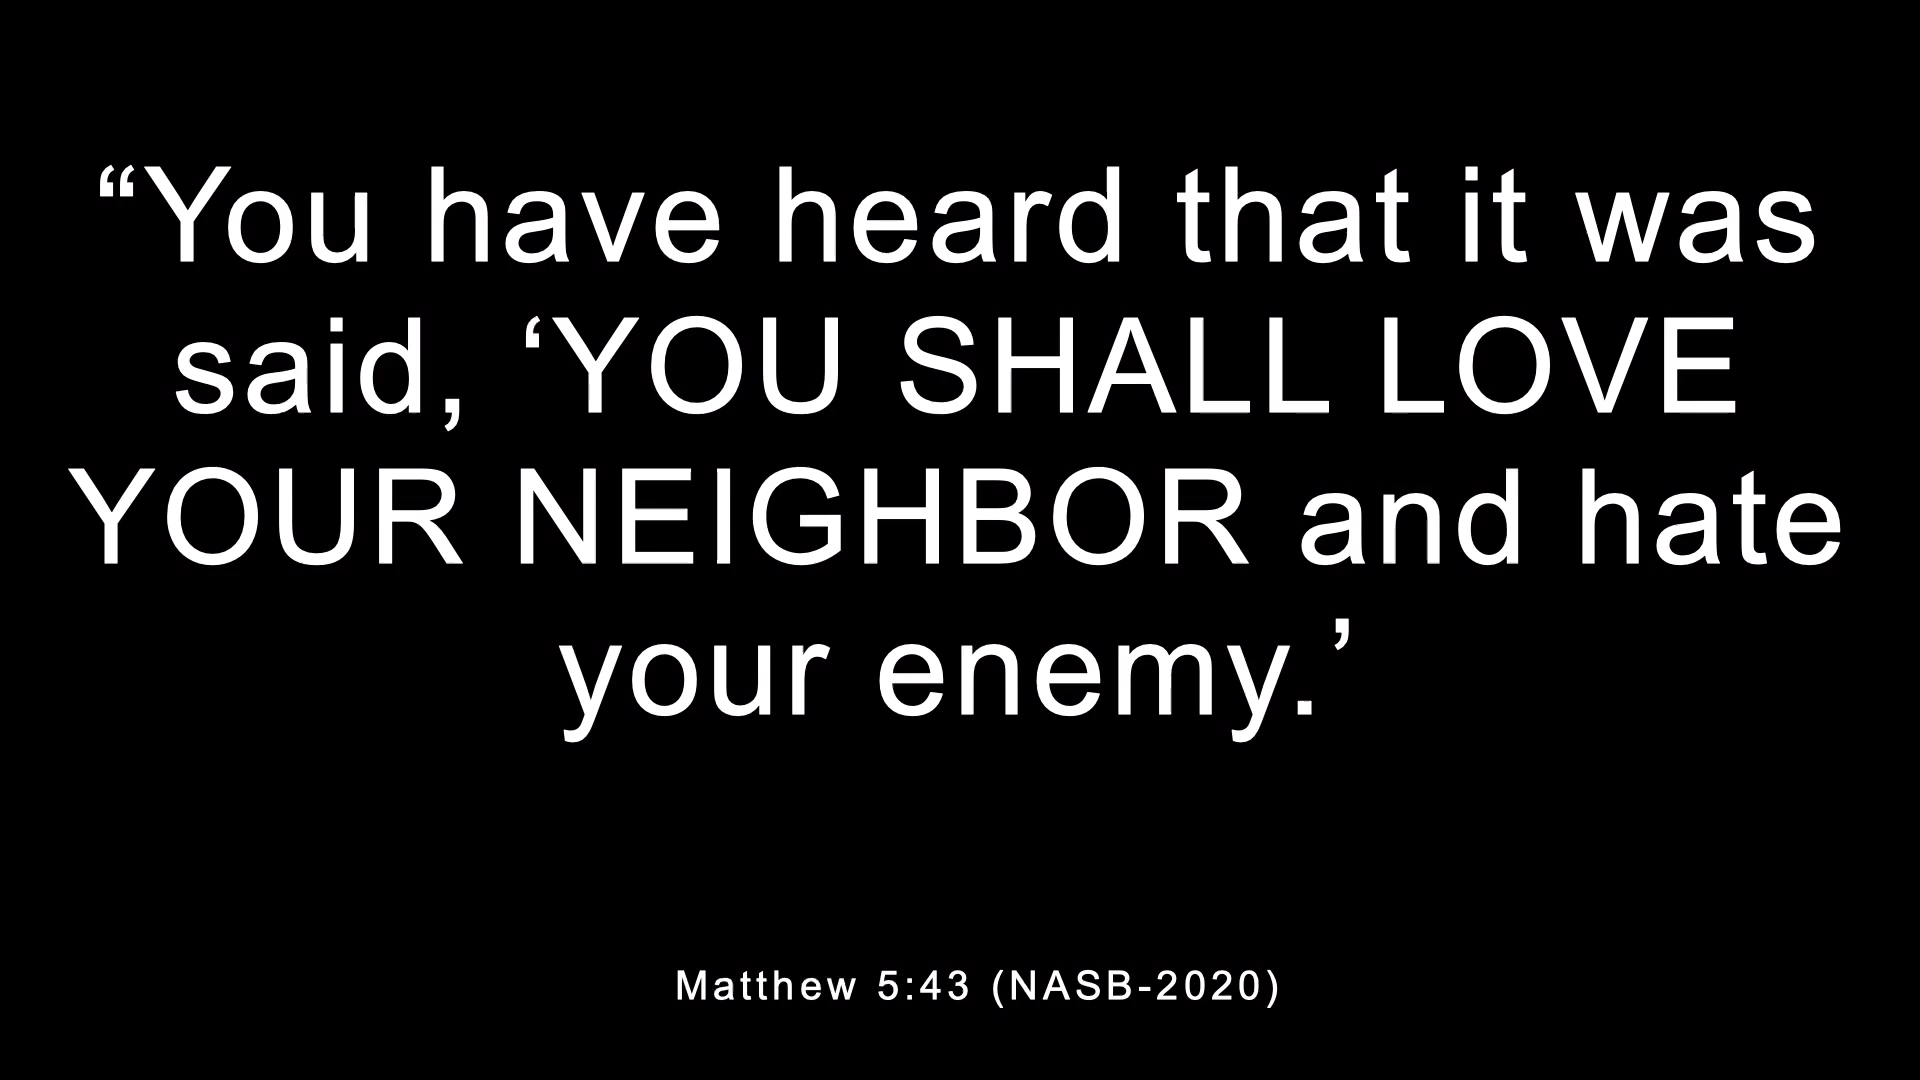 “You have heard that it was
said, ‘YOU SHALL LOVE
YOUR NEIGHBOR and hate
your enemy.’
Matthew 5:43 (NASB-2020)